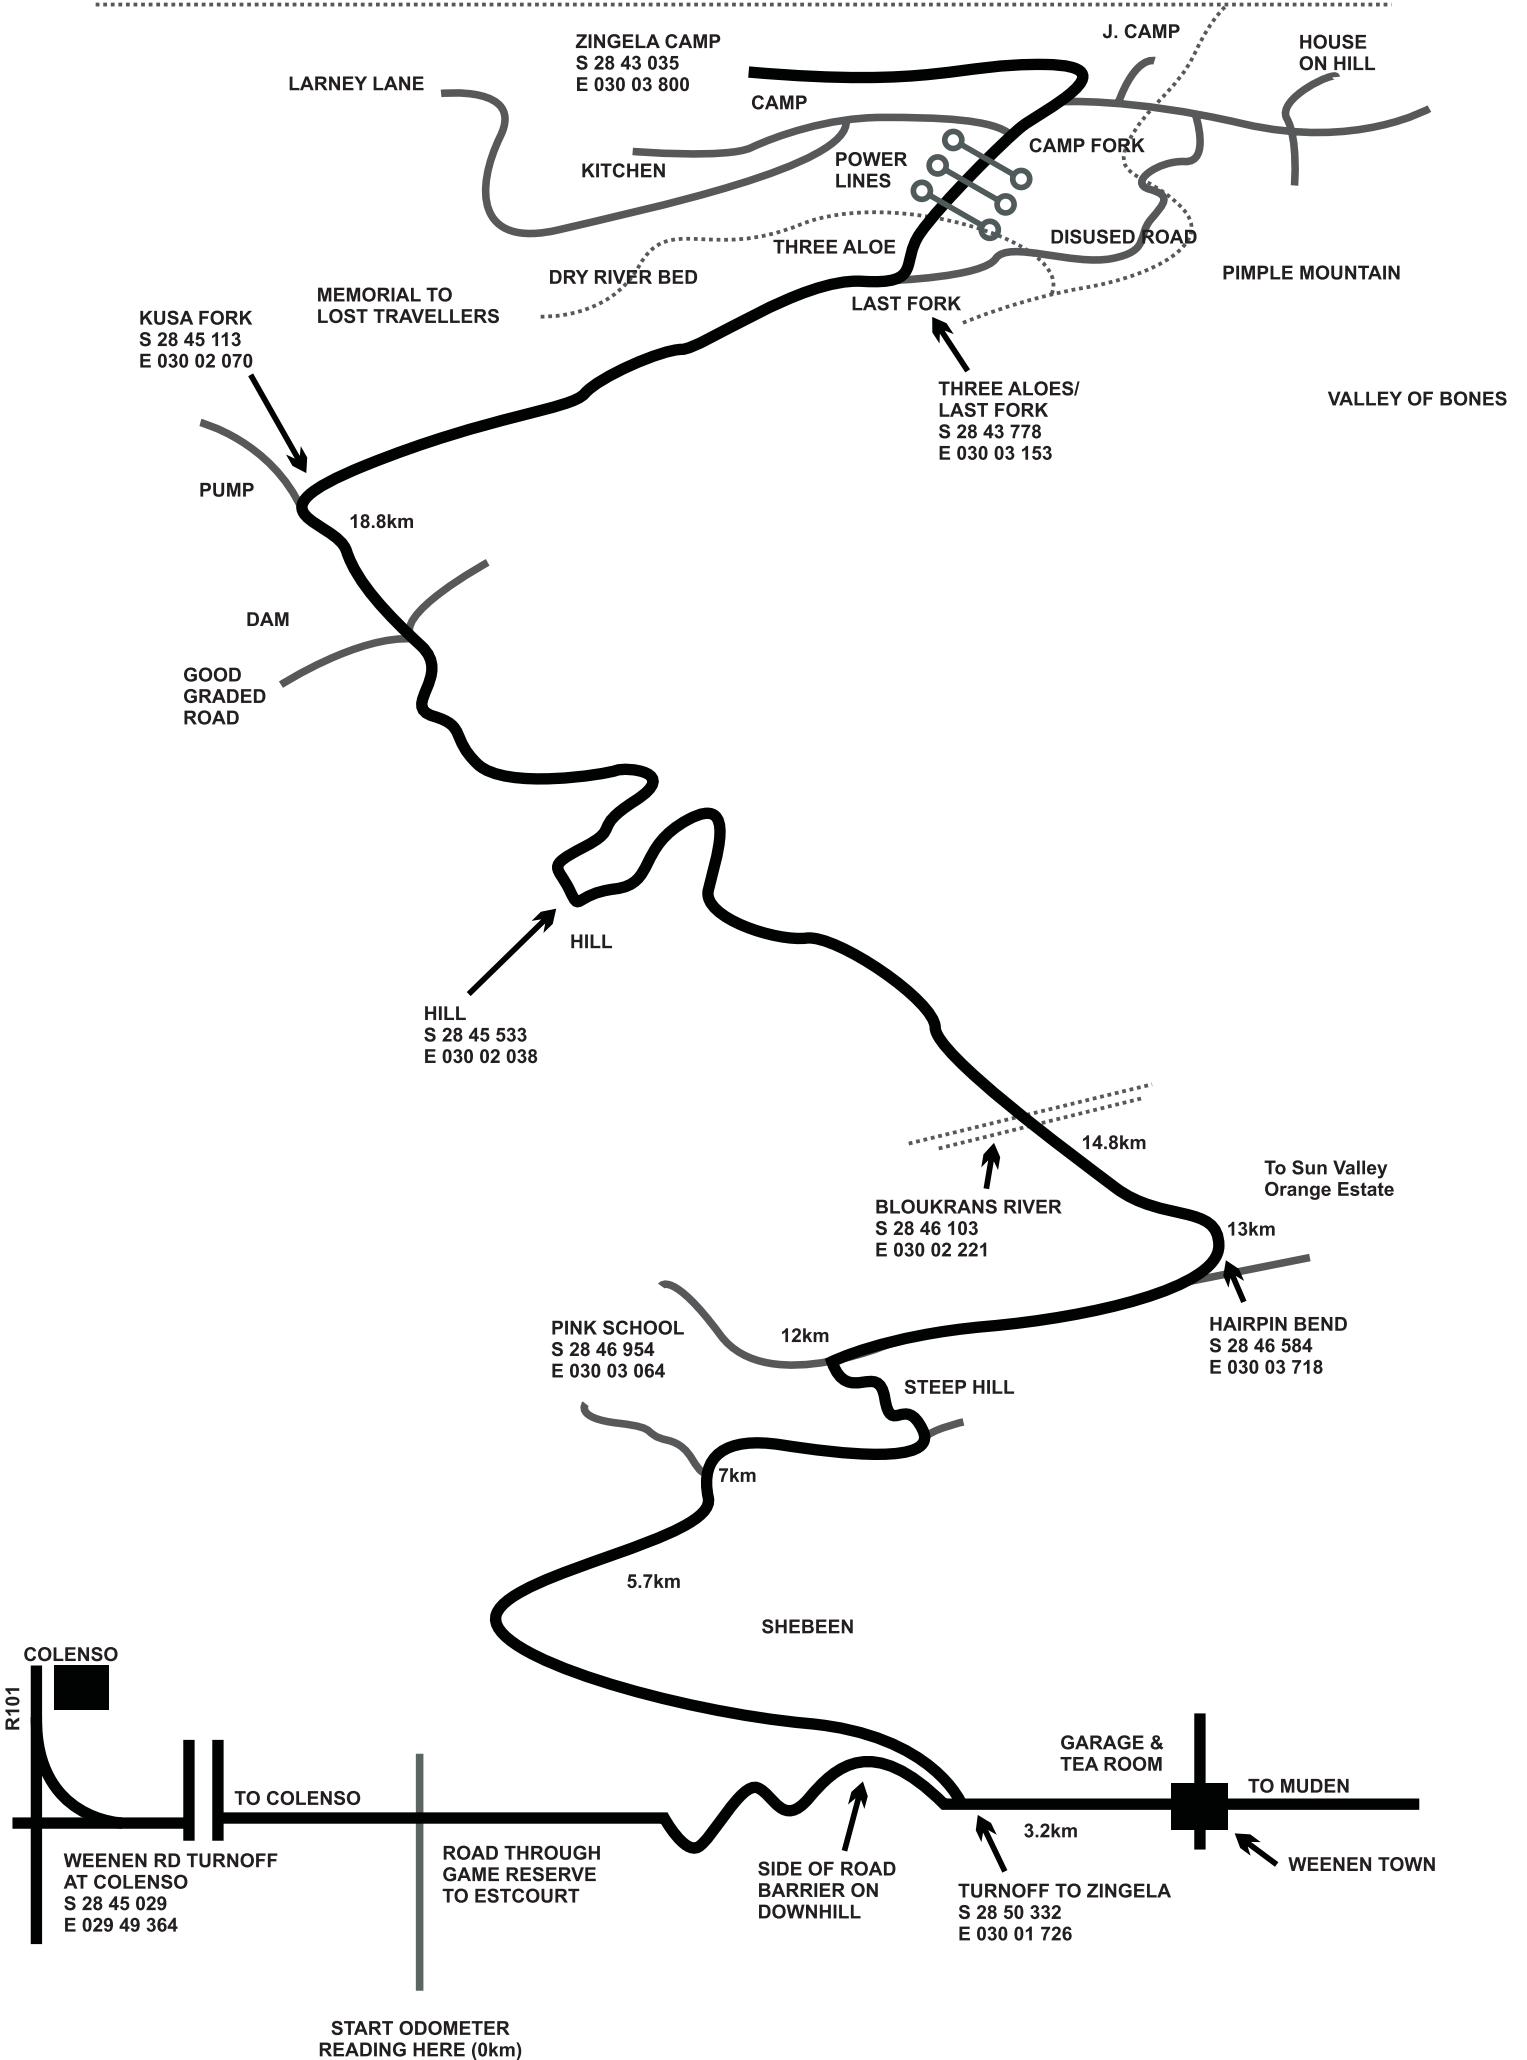 ZINGELA CAMP
S 28 43 035
E 030 03 800
J. CAMP
HOUSE
ON HILL
LARNEY LANE
CAMP
KITCHEN
POWER
LINES
CAMP FORK
THREE ALOE
DISUSED ROAD
DRY RIVER BED
PIMPLE MOUNTAIN
MEMORIAL TO
LOST TRAVELLERS
LAST FORK
KUSA FORK
S 28 45 113
E 030 02 070
THREE ALOES/
LAST FORK
S 28 43 778
E 030 03 153
VALLEY OF BONES
PUMP
18.8km
DAM
GOOD
GRADED
ROAD
HILL
HILL
S 28 45 533
E 030 02 038
14.8km
To Sun Valley
Orange Estate
BLOUKRANS RIVER
S 28 46 103
E 030 02 221
13km
HAIRPIN BEND
S 28 46 584
E 030 03 718
PINK SCHOOL
S 28 46 954
E 030 03 064
12km
STEEP HILL
7km
5.7km
SHEBEEN
COLENSO
R101
TO COLENSO
GARAGE &
TEA ROOM
TO MUDEN
3.2km
WEENEN RD TURNOFF
AT COLENSO
S 28 45 029
E 029 49 364
ROAD THROUGH
GAME RESERVE
TO ESTCOURT
SIDE OF ROAD
BARRIER ON
DOWNHILL
TURNOFF TO ZINGELA
S 28 50 332
E 030 01 726
WEENEN TOWN
START ODOMETER
READING HERE (0km)